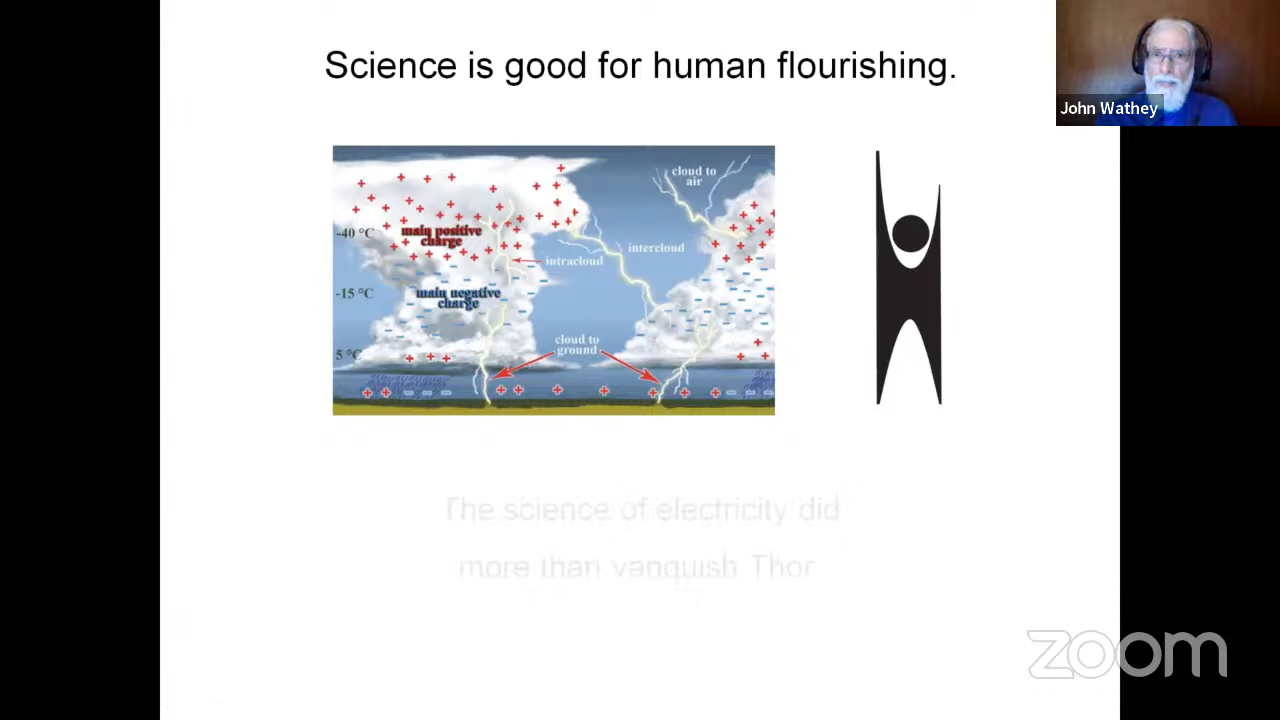 Science is good for human flourishing.
John Wathey
cloud to
air
-40 °C
main positive
charge
intercloud
intracloud
-15 °C
main negative
charge
cloud to
ground
5 °C
The science of electricity did
more than vanquish Thor
zoom